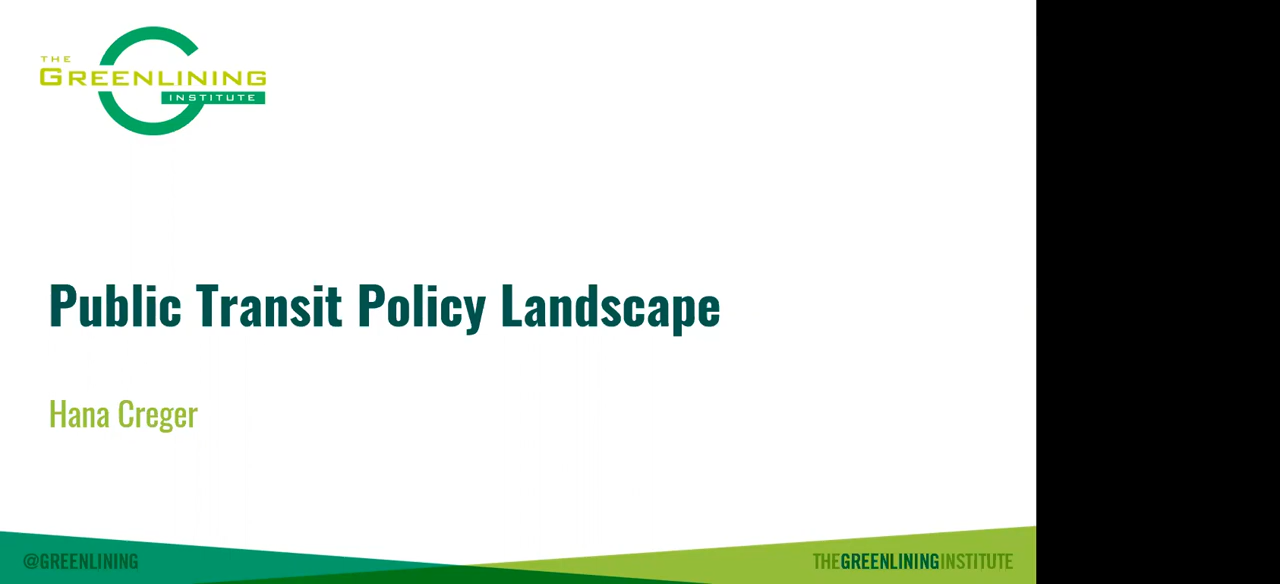 THE
GREENLINING
INSTITUTE
Public Transit Policy Landscape
Hana Creger
@GREENLINING
THEGREENLININGINSTITUTE